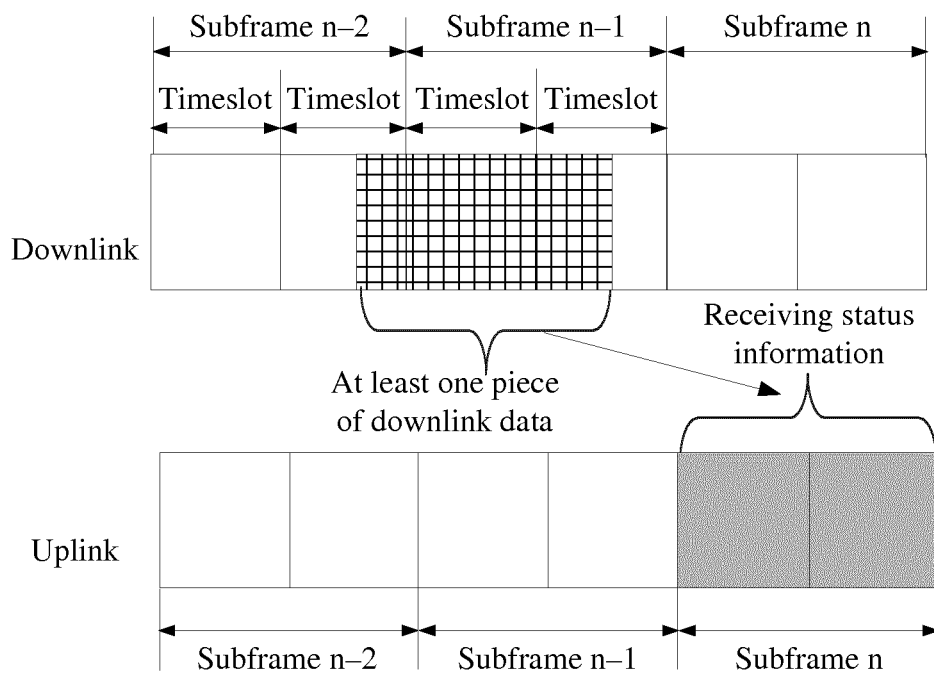 Subframe n–2 Subframe n–1 Subframe n
Timeslot Timeslot Timeslot Timeslot
Downlink
Receiving status
information
At least one piece
of downlink data
Uplink
Subframe n–2 Subframe n–1 Subframe n